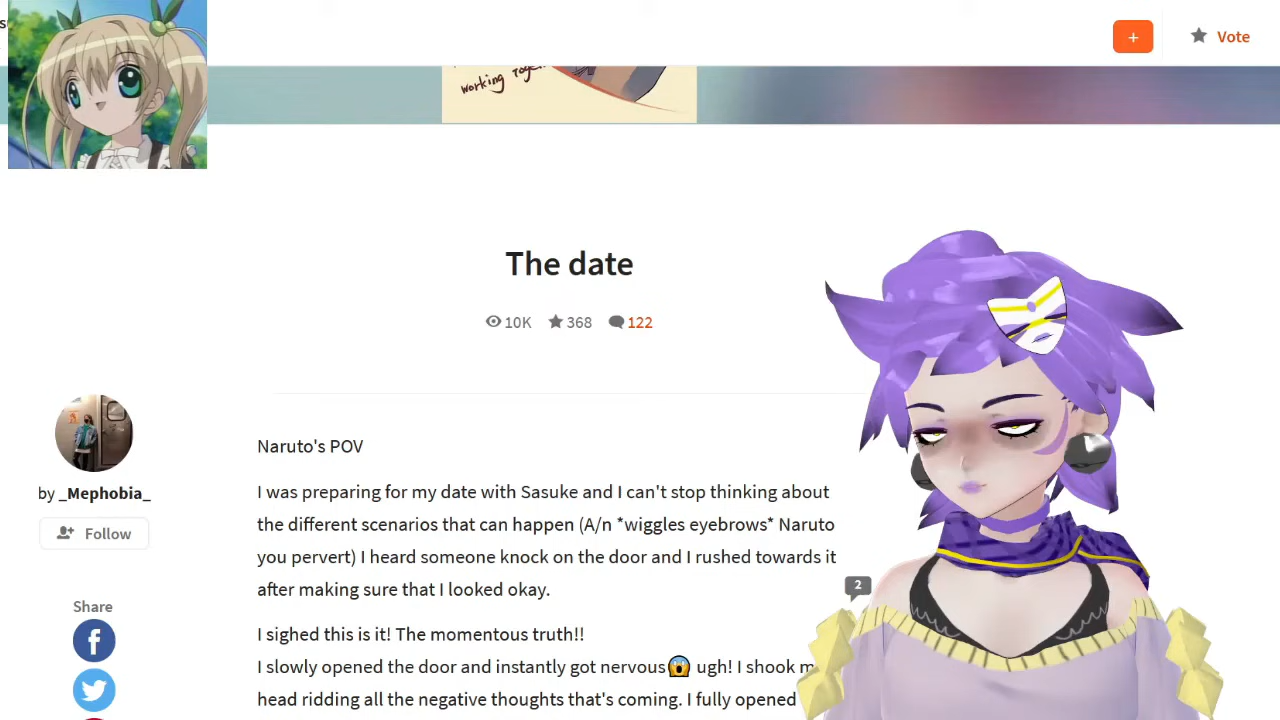 s
+
Vote
working toge
The date
10K 368 122
Naruto's POV
by _Mephobia_
Follow
I was preparing for my date with Sasuke and I can't stop thinking about
the different scenarios that can happen (A/n *wiggles eyebrows* Naruto
you pervert) I heard someone knock on the door and I rushed towards it
after making sure that I looked okay.
2
Share
I sighed this is it! The momentous truth!!
I slowly opened the door and instantly got nervous😱 ugh! I shook m
head ridding all the negative thoughts that's coming. I fully opened